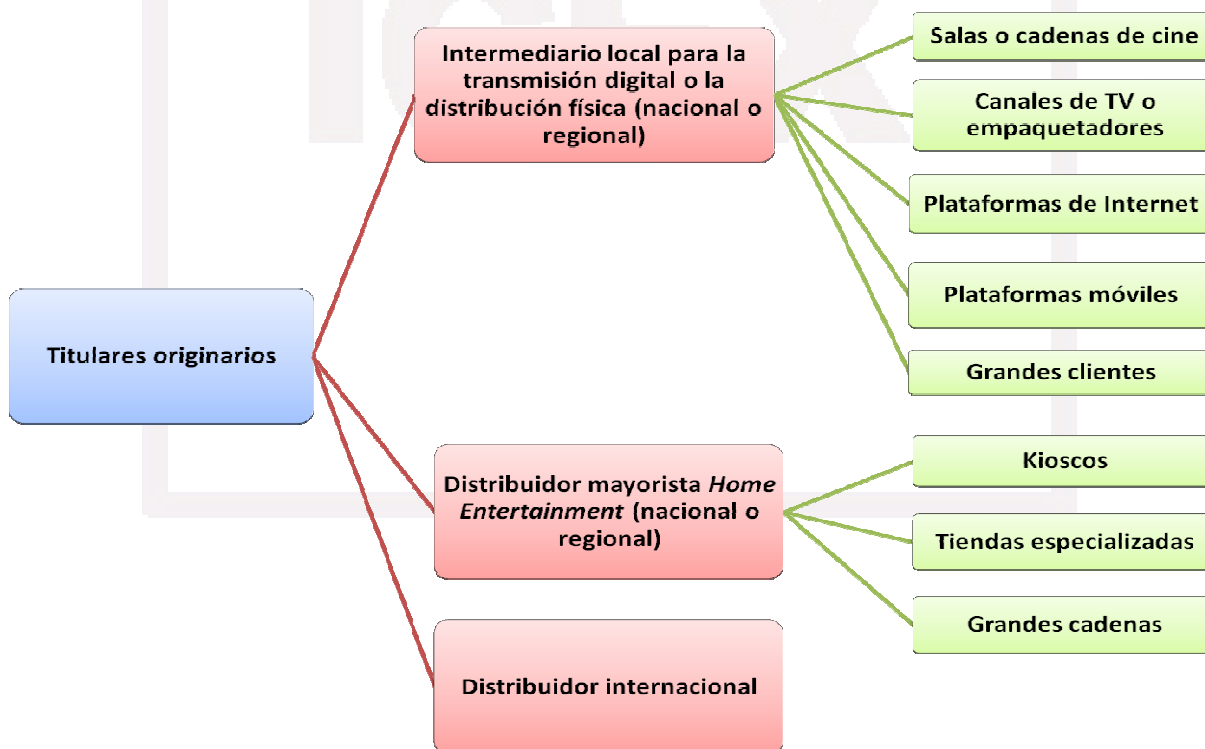 Intermediario local para la
transmisión digital o la
distribución física (nacional o
regional)
Salas o cadenas de cine
Canales de TV o
empaquetadores
Plataformas de Internet
Plataformas móviles
Grandes clientes
Titulares originarios
Distribuidor mayorista Home
Entertainment (nacional o
regional)
Kioscos
Tiendas especializadas
Grandes cadenas
Distribuidor internacional